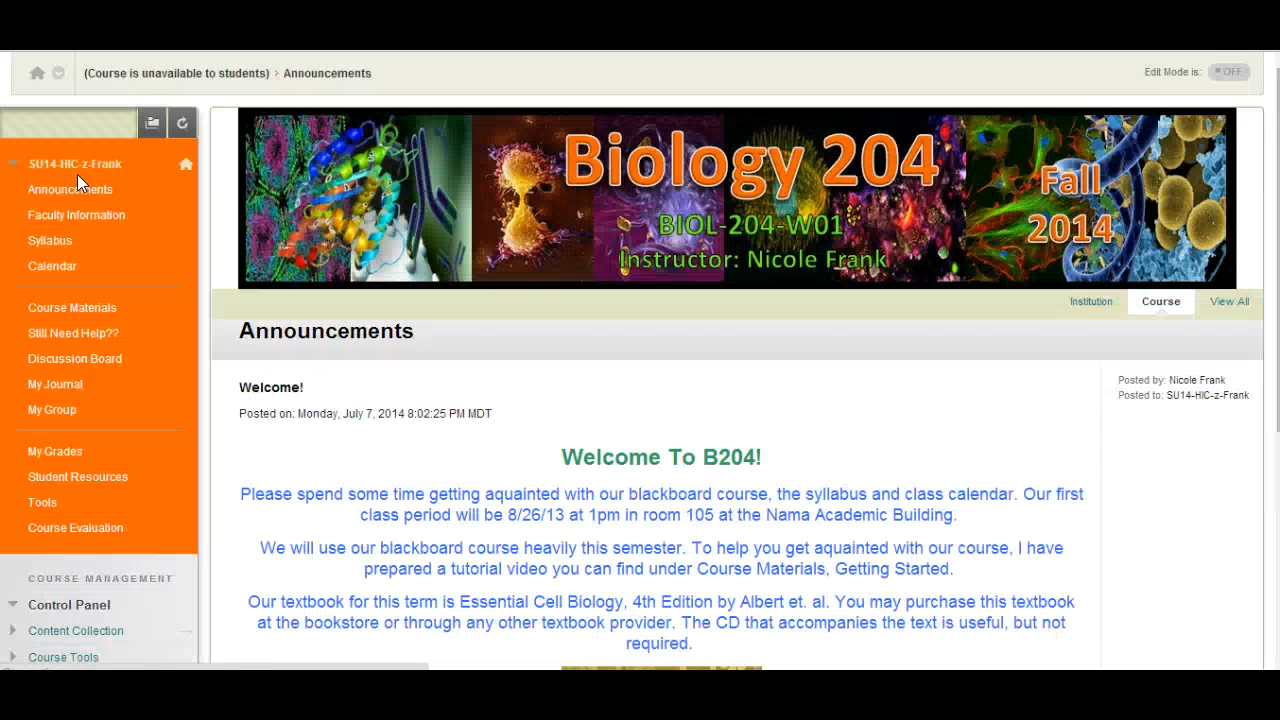 (Course is unavailable to students) › Announcements
Edit Mode is: OFF
SU14-HIC-z-Frank
Announcements
Faculty Information
Syllabus
Calendar
Course Materials
Still Need Help??
Discussion Board
My Journal
My Group
My Grades
Student Resources
Tools
Course Evaluation
COURSE MANAGEMENT
Control Panel
Content Collection
Course Tools
Biology 204
BIOL-204-W01
Instructor: Nicole Frank
Fall
2014
Institution Course View All
Announcements
Welcome!
Posted on: Monday, July 7, 2014 8:02:25 PM MDT
Posted by: Nicole Frank
Posted to: SU14-HIC-z-Frank
Welcome To B204!
Please spend some time getting aquainted with our blackboard course, the syllabus and class calendar. Our first
class period will be 8/26/13 at 1pm in room 105 at the Nama Academic Building.
We will use our blackboard course heavily this semester. To help you get aquainted with our course, I have
prepared a tutorial video you can find under Course Materials, Getting Started.
Our textbook for this term is Essential Cell Biology, 4th Edition by Albert et. al. You may purchase this textbook
at the bookstore or through any other textbook provider. The CD that accompanies the text is useful, but not
required.